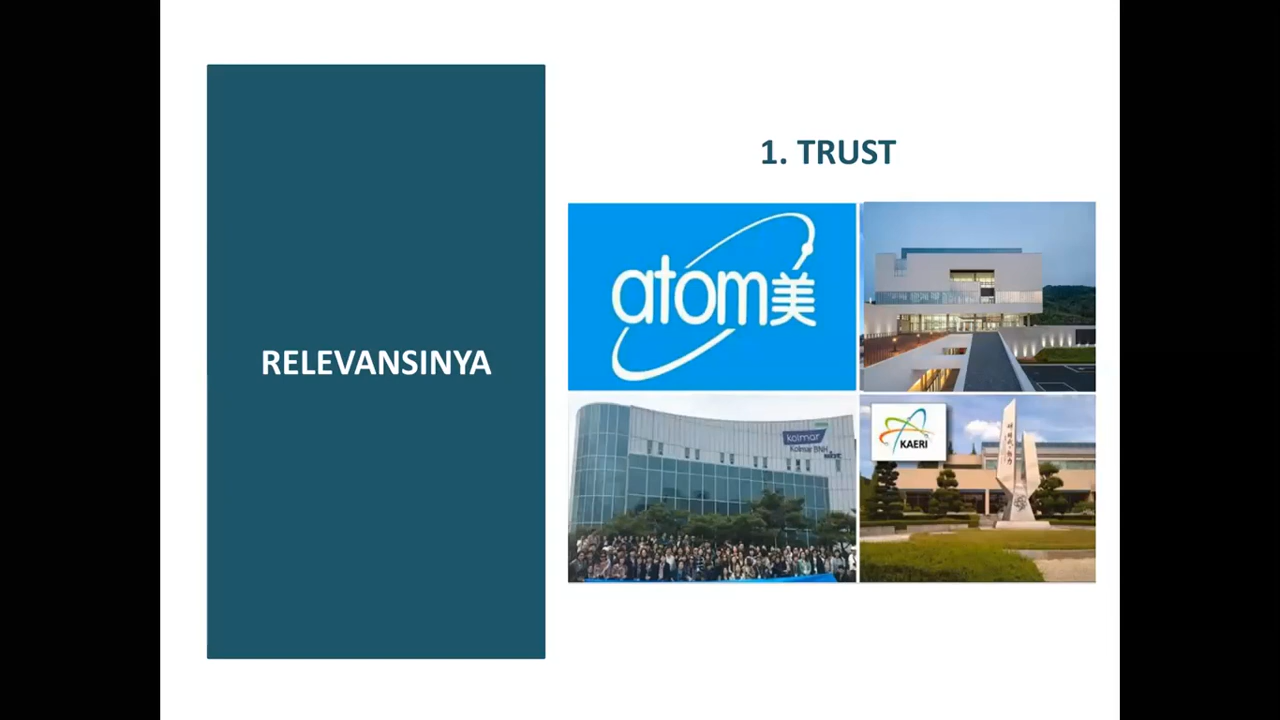 RELEVANSINYA
1. TRUST
atom美
kolmar
Kolmar BNH
KAERI